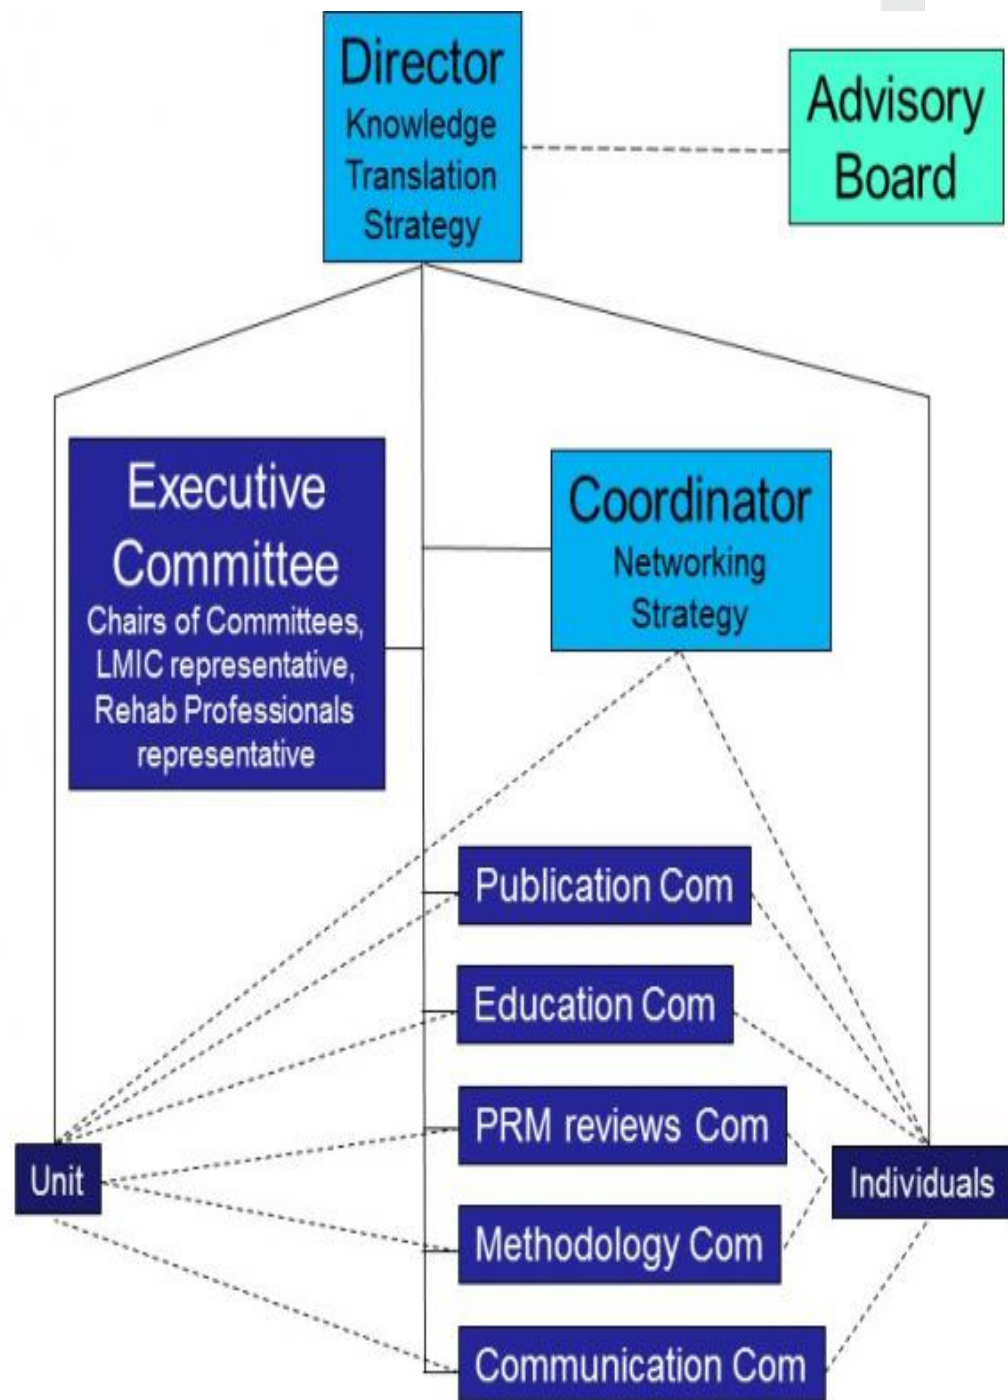 Director
Knowledge
Translation
Strategy
Advisory
Board
Executive
Committee
Chairs of Committees,
LMIC representative,
Rehab Professionals
representative
Coordinator
Networking
Strategy
Publication Com
Education Com
PRM reviews Com
Methodology Com
Communication Com
Unit
Individuals